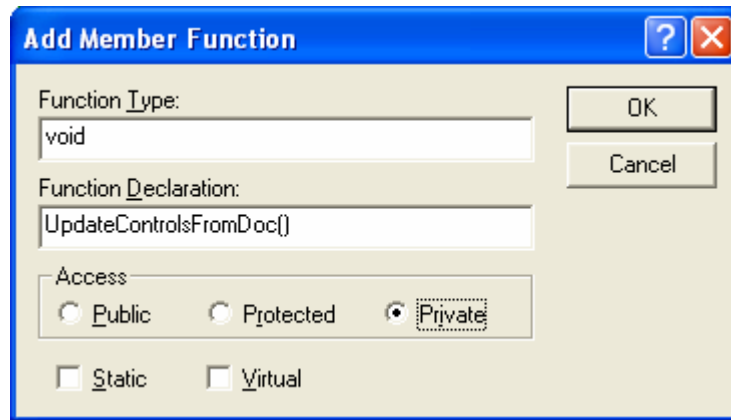 Add Member Function
Function Type:
OK
void
Cancel
Function Declaration:
UpdateControlsFromDoc()
Access
Public Protected Private
Static Virtual